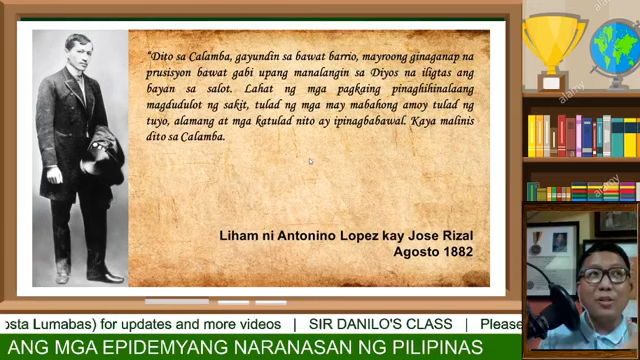 "Dito sa Calamba, gayundin sa bawat barrio, mayroong ginaganap na
prusisyon bawat gabi upang manalangin sa Diyos na iligtas ang
bayan sa salot. Lahat ng mga pagkaing pinaghihinalaang
magdudulot ng sakit, tulad ng mga may mabahong amoy tulad ng
tuyo, alamang at mga katulad nito ay ipinagbabawal. Kaya malinis
dito sa Calamba.
Liham ni Antonino Lopez kay Jose Rizal
Agosto 1882
alamy
alamy
alamy
osta Lumabas) for updates and more videos | SIR DANILO'S CLASS | Please
ANG MGA EPIDEMYANG NARANASAN NG PILIPINAS